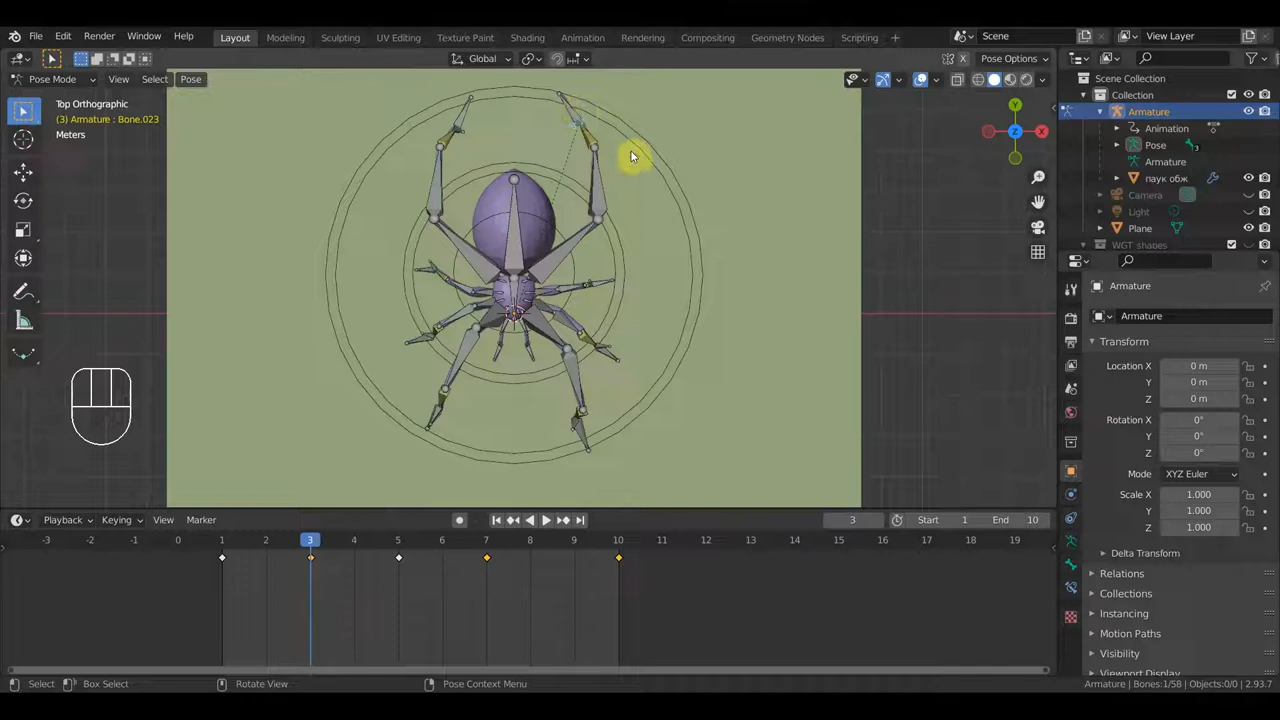 File Edit Render Window Help Layout Modeling Sculpting UV Editing Texture Paint Shading Animation Rendering Compositing Geometry Nodes Scripting + Scene View Layer
Global Pose Options
Pose Mode View Select Pose
Top Orthographic
(3) Armature : Bone.023
Meters
Y
Z X
Scene Collection
Collection
Armature
Animation
Pose 3
Armature
паук обж
Camera
Light
Plane
WGT_shapes
Armature
Armature
Transform
Location X 0 m
Y 0 m
Z 0 m
Rotation X 0°
Y 0°
Z 0°
Mode XYZ Euler
Scale X 1.000
Y 1.000
Z 1.000
Delta Transform
Relations
Collections
Instancing
Motion Paths
Visibility
Viewport Display
Playback Keying View Marker 3 Start 1 End 10
-3 -2 -1 0 1 2 3 4 5 6 7 8 9 10 11 12 13 14 15 16 17 18 19
Select Box Select Rotate View Pose Context Menu Armature | Bones:1/58 | Objects:0/0 | 2.93.7